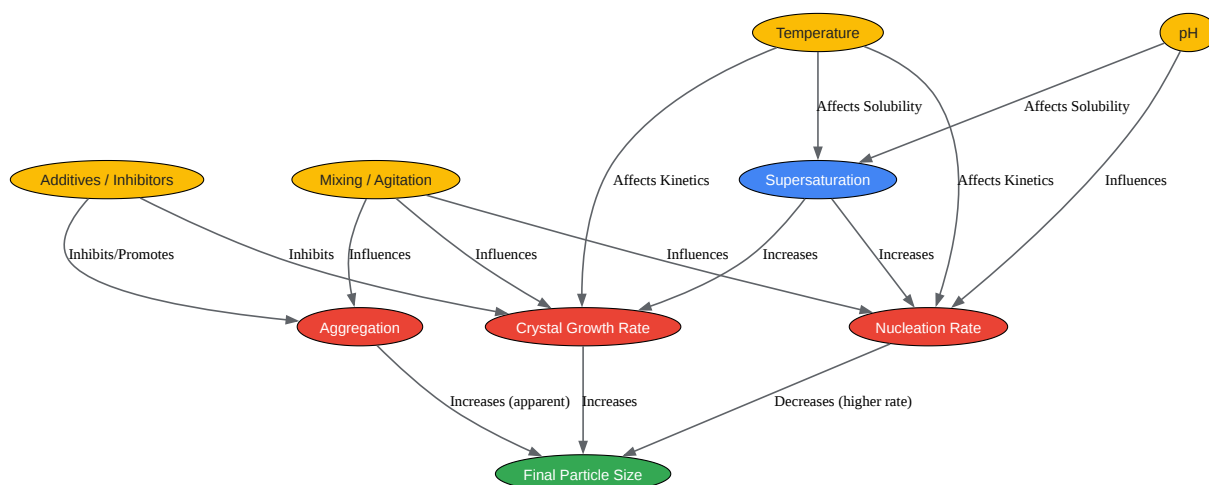 Temperature
pH
Affects Solubility
Affects Solubility
Additives / Inhibitors
Mixing / Agitation
Affects Kinetics
Supersaturation
Affects Kinetics
Influences
Inhibits/Promotes
Inhibits
Influences
Influences
Influences
Increases
Increases
Aggregation
Crystal Growth Rate
Nucleation Rate
Increases (apparent)
Increases
Decreases (higher rate)
Final Particle Size